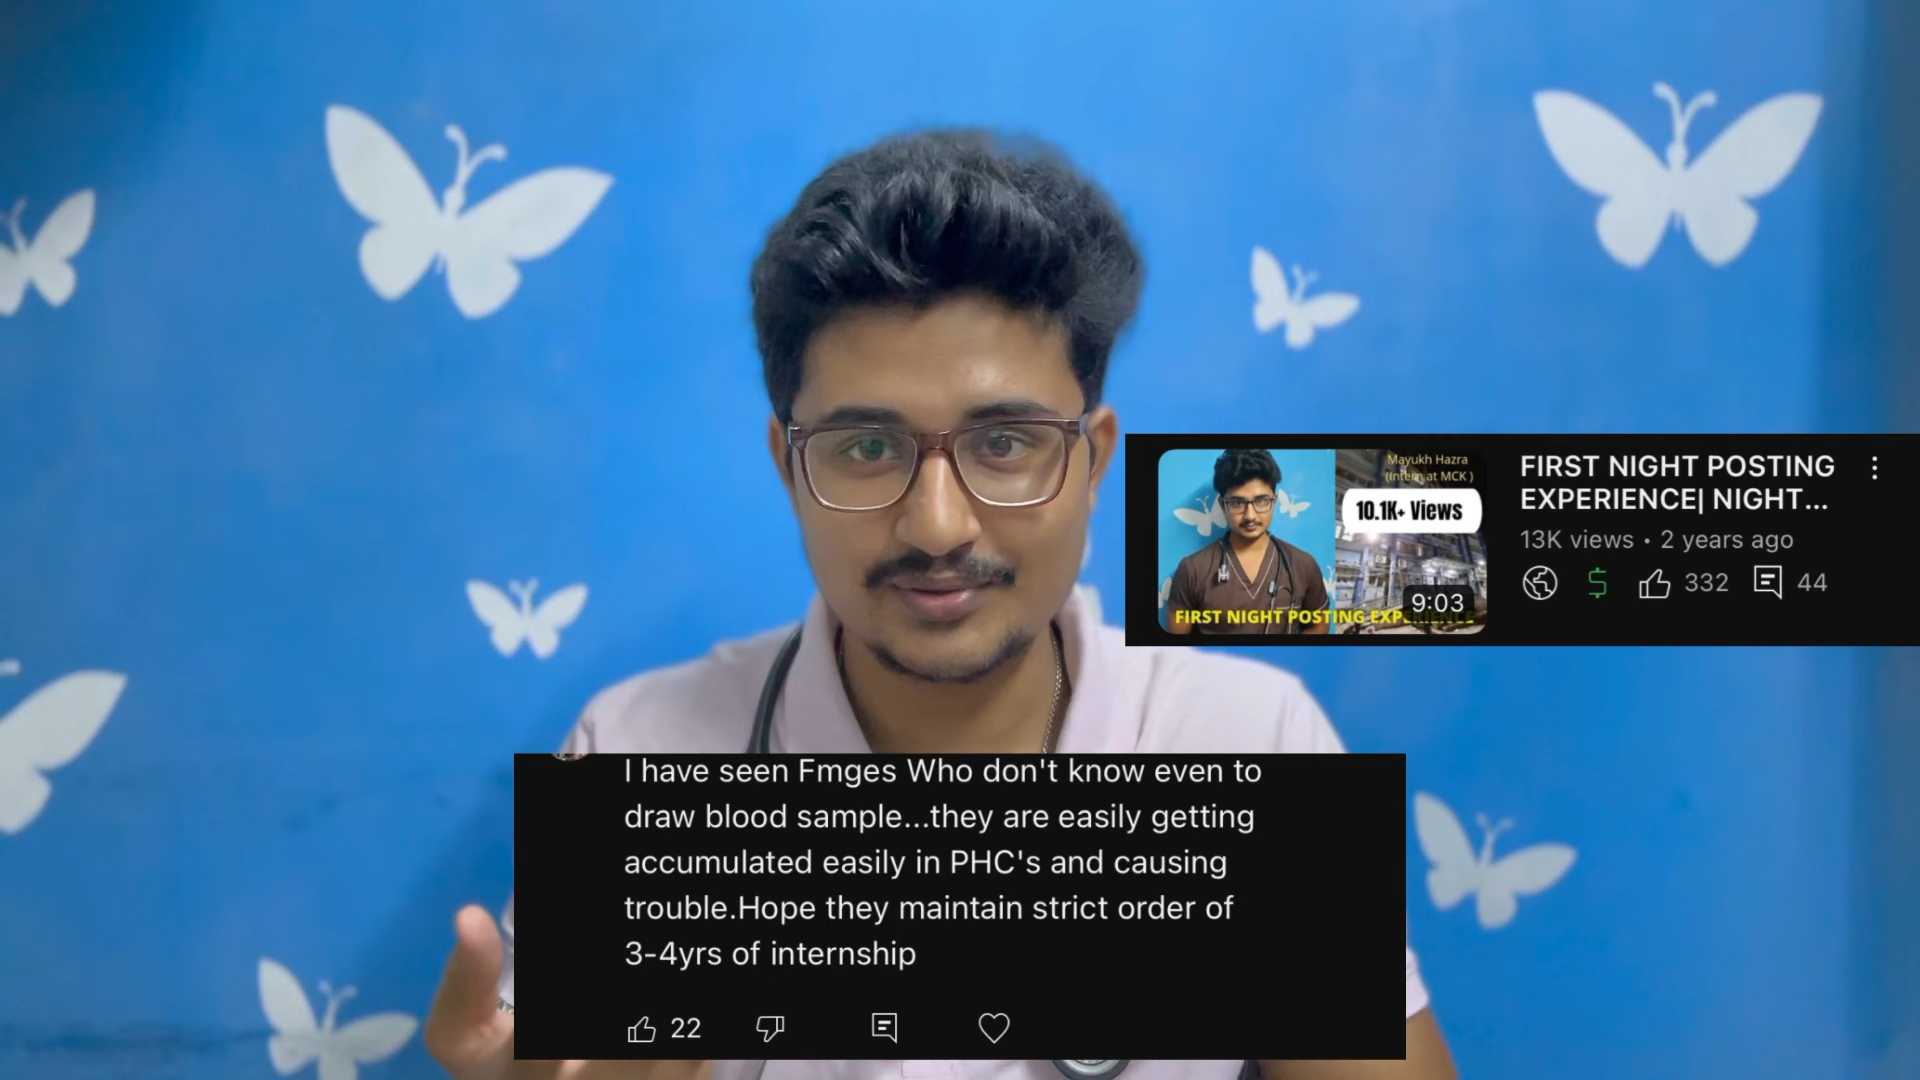 Mayukh Hazra
(Intern at MCK )
10.1K+ Views
9:03
FIRST NIGHT POSTING EXPERIENCE
FIRST NIGHT POSTING
EXPERIENCE| NIGHT...
13K views • 2 years ago
332
44
I have seen Fmges Who don't know even to
draw blood sample...they are easily getting
accumulated easily in PHC's and causing
trouble.Hope they maintain strict order of
3-4yrs of internship
22